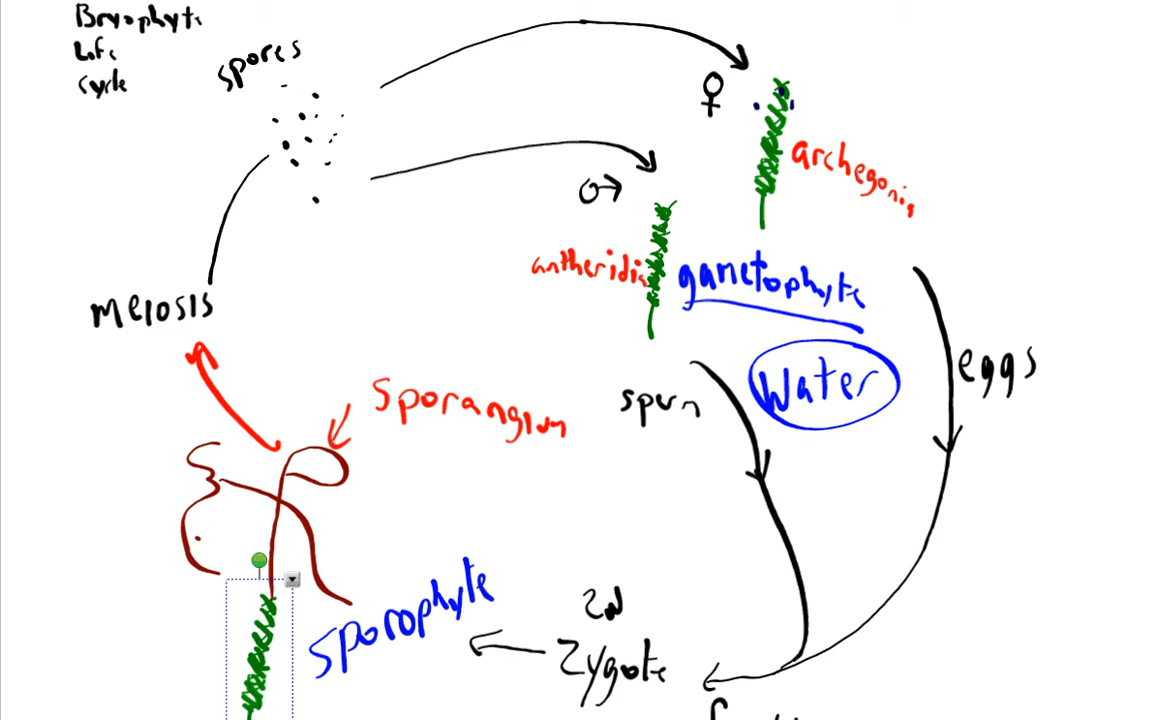 Bryophyte
Life
Cycle
spores
♀
archegonia
♂
antheridia
gametophyte
Meiosis
Water
eggs
sperm
Sporangium
Sporophyte
2n
Zygote